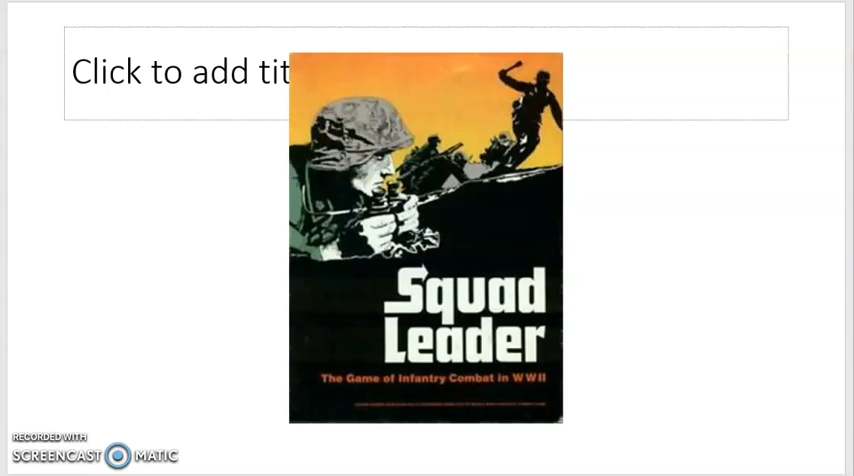 Click to add tit
Squad
Leader
The Game of Infantry Combat in WWII
RECORDED WITH
SCREENCAST MATIC